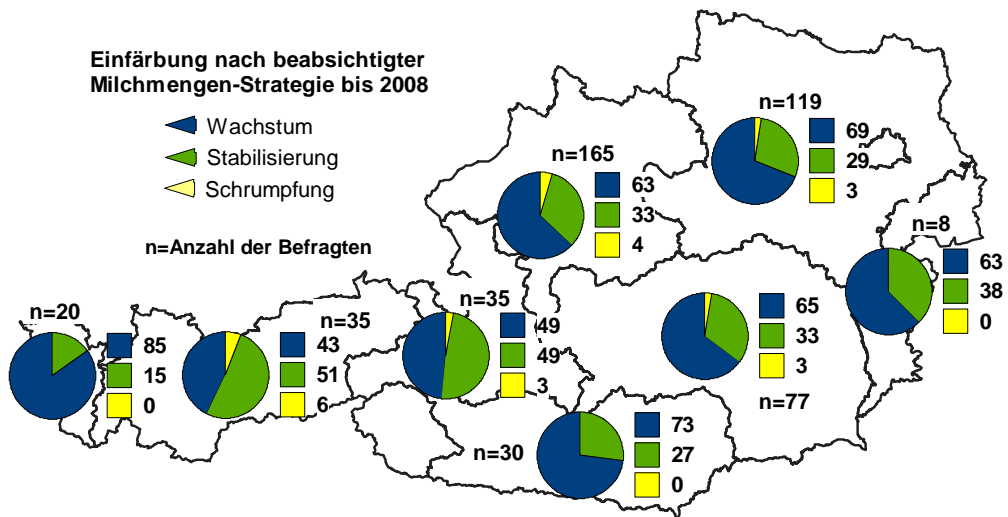 Einfärbung nach beabsichtigter
Milchmengen-Strategie bis 2008
Wachstum
Stabilisierung
Schrumpfung
n=Anzahl der Befragten
n=119
69
29
3
n=165
63
33
4
n=8
63
38
0
n=20
85
15
0
n=35
43
51
6
n=35
49
49
3
65
33
3
n=77
n=30
73
27
0